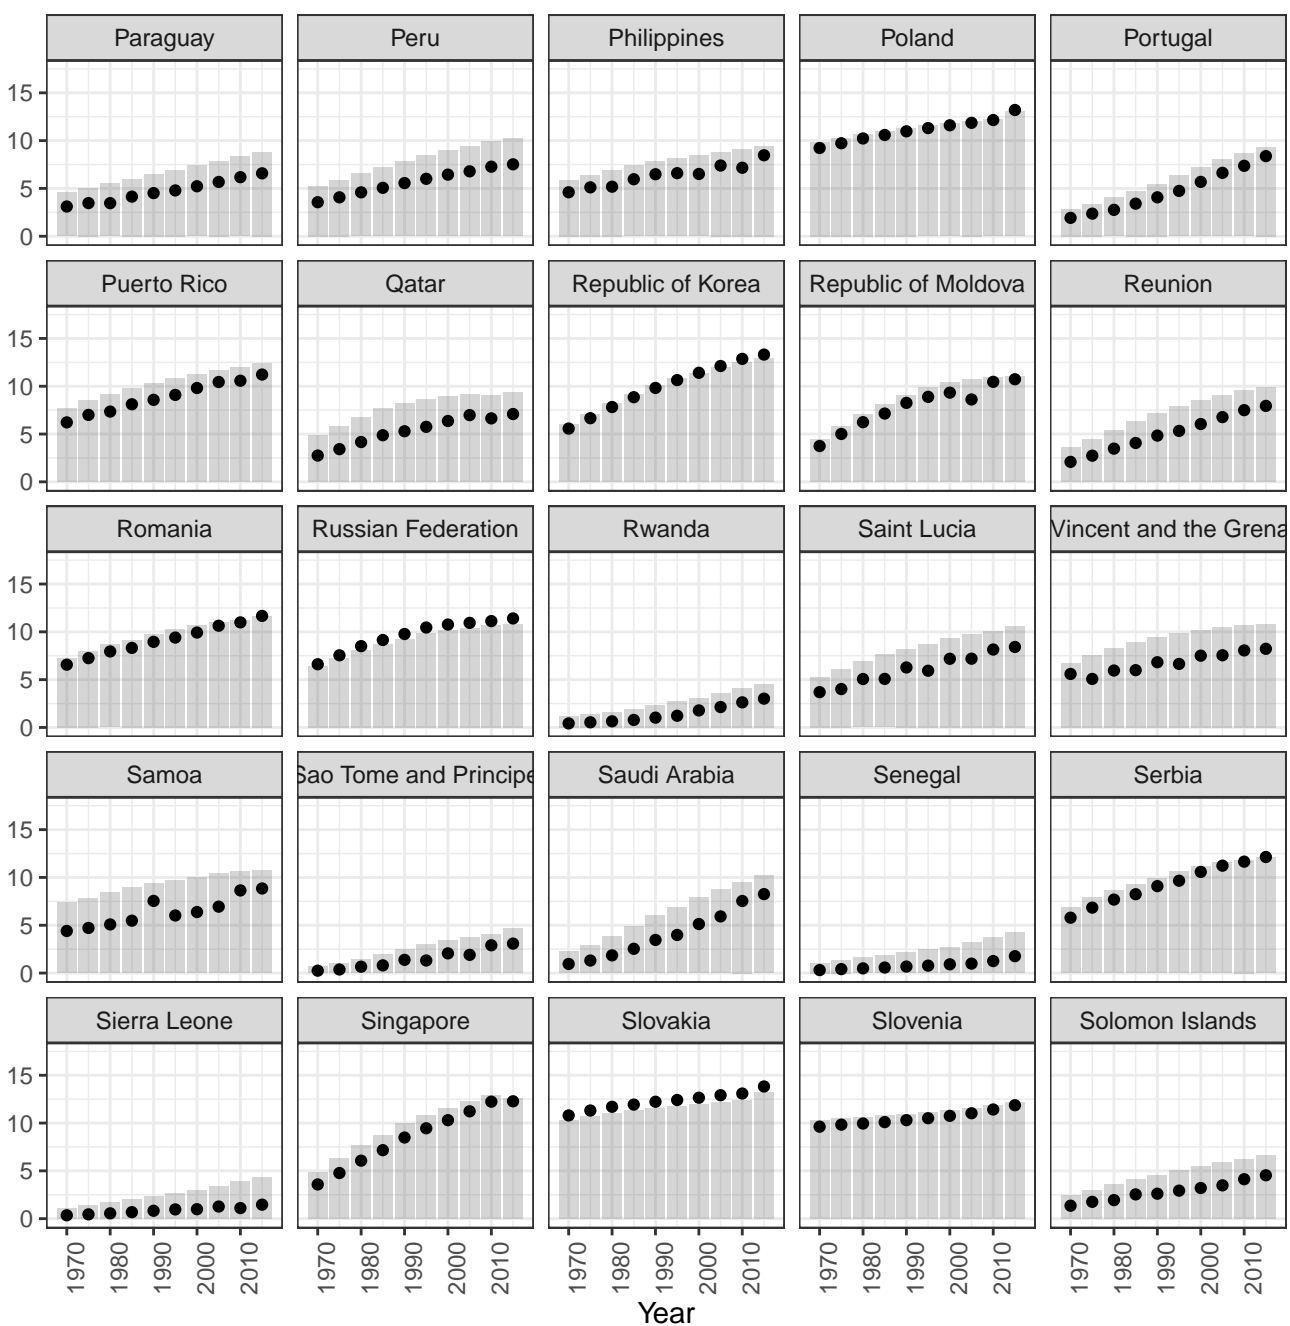 Paraguay Peru Philippines Poland Portugal
15
10
5
0
Puerto Rico Qatar Republic of Korea Republic of Moldova Reunion
15
10
5
0
Romania Russian Federation Rwanda Saint Lucia Vincent and the Grena
15
10
5
0
Samoa Sao Tome and Principe Saudi Arabia Senegal Serbia
15
10
5
0
Sierra Leone Singapore Slovakia Slovenia Solomon Islands
15
10
5
0
1970 1980 1990 2000 2010 1970 1980 1990 2000 2010 1970 1980 1990 2000 2010 1970 1980 1990 2000 2010 1970 1980 1990 2000 2010
Year